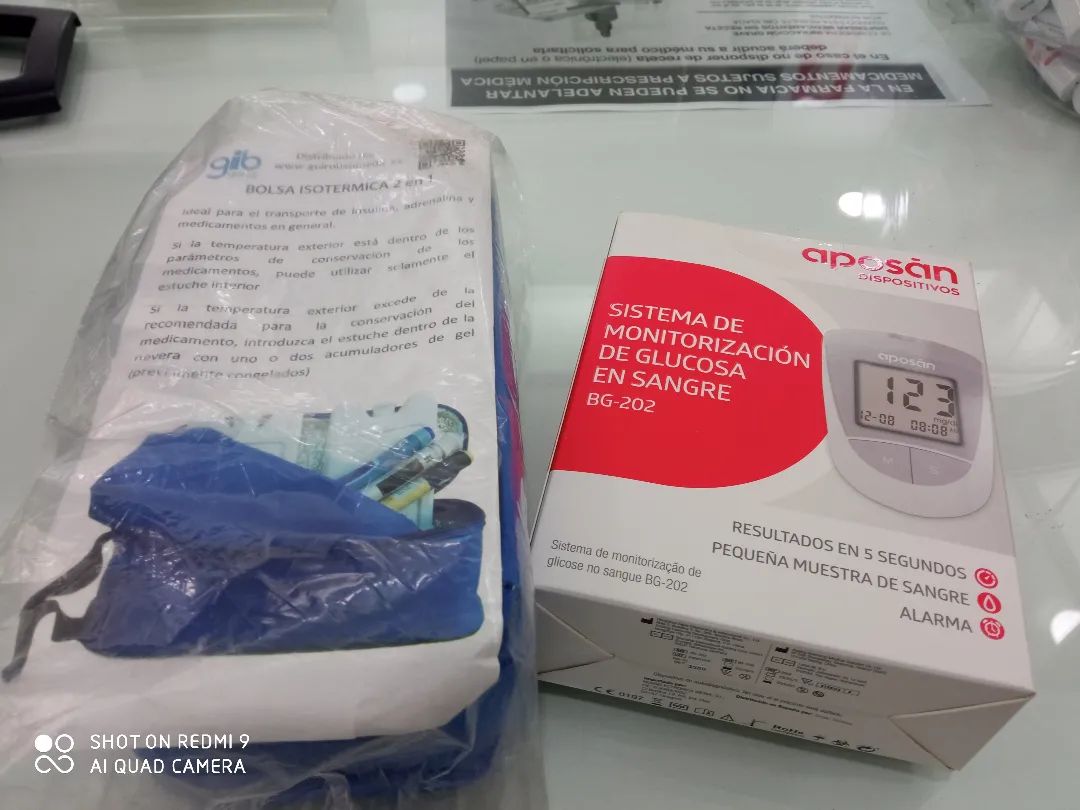 EN LA FARMACIA NO SE PUEDEN ADELANTAR
MEDICAMENTOS SUJETOS A PRESCRIPCIÓN MÉDICA
En el caso de no disponer de receta (electrónica o en papel)
deberá acudir a su médico para solicitarla
gib
Distribuido
BOLSA ISOTERMICA 2 en 1
Ideal para el transporte de insulina, adrenalina y
medicamentos en general.
Si la temperatura exterior está dentro de los
parámetros de conservación de los
medicamentos, puede utilizar solamente el
estuche interior
Si la temperatura exterior excede de la
recomendada para la conservación del
medicamento, introduzca el estuche dentro de la
nevera con uno o dos acumuladores de gel
(previamente congelados)
aposán
DISPOSITIVOS
SISTEMA DE
MONITORIZACIÓN
DE GLUCOSA
EN SANGRE
BG-202
aposán
123
mg/dl
12-08 08:08
M S
RESULTADOS EN 5 SEGUNDOS
PEQUEÑA MUESTRA DE SANGRE
ALARMA
Sistema de monitorização de
glicose no sangue BG-202
CE 0197
RoHS
SHOT ON REDMI 9
AI QUAD CAMERA